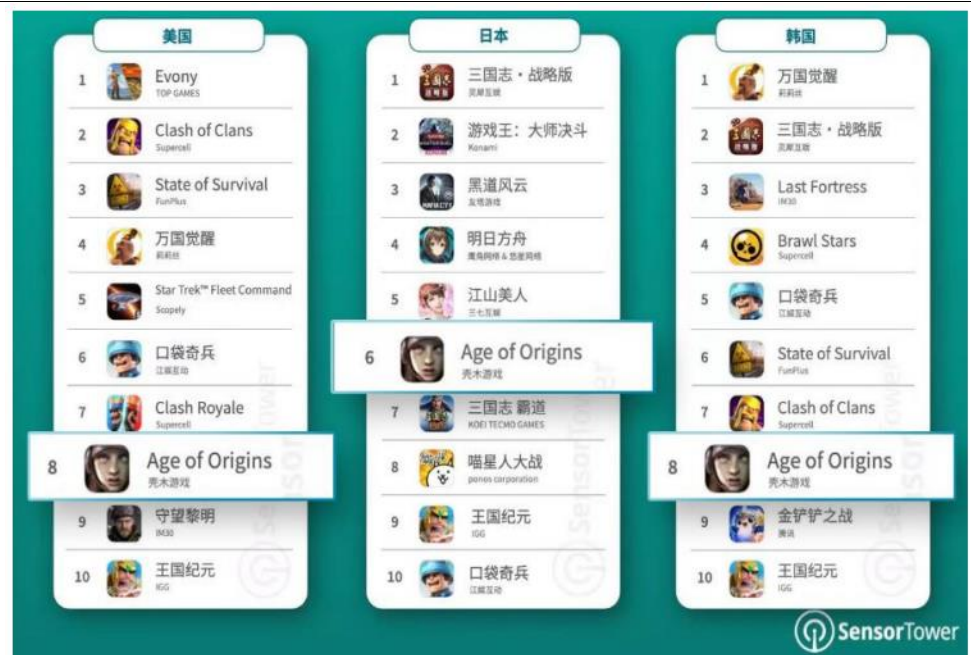 美国
1
Evony
TOP GAMES
2
Clash of Clans
Supercell
3
State of Survival
FunPlus
4
万国觉醒
莉莉丝
5
Star Trek™ Fleet Command
Scopely
6
口袋奇兵
江娱互动
7
Clash Royale
Supercell
8
Age of Origins
壳木游戏
9
守望黎明
IM30
10
王国纪元
IGG
日本
1
三国志・战略版
灵犀互娱
2
游戏王：大师决斗
Konami
3
黑道风云
友塔游戏
4
明日方舟
鹰角网络 & 悠星网络
5
江山美人
三七互娱
6
Age of Origins
壳木游戏
7
三国志 霸道
KOEI TECMO GAMES
8
喵星人大战
ponos corporation
9
王国纪元
IGG
10
口袋奇兵
江娱互动
韩国
1
万国觉醒
莉莉丝
2
三国志・战略版
灵犀互娱
3
Last Fortress
IM30
4
Brawl Stars
Supercell
5
口袋奇兵
江娱互动
6
State of Survival
FunPlus
7
Clash of Clans
Supercell
8
Age of Origins
壳木游戏
9
金铲铲之战
腾讯
10
王国纪元
IGG
SensorTower